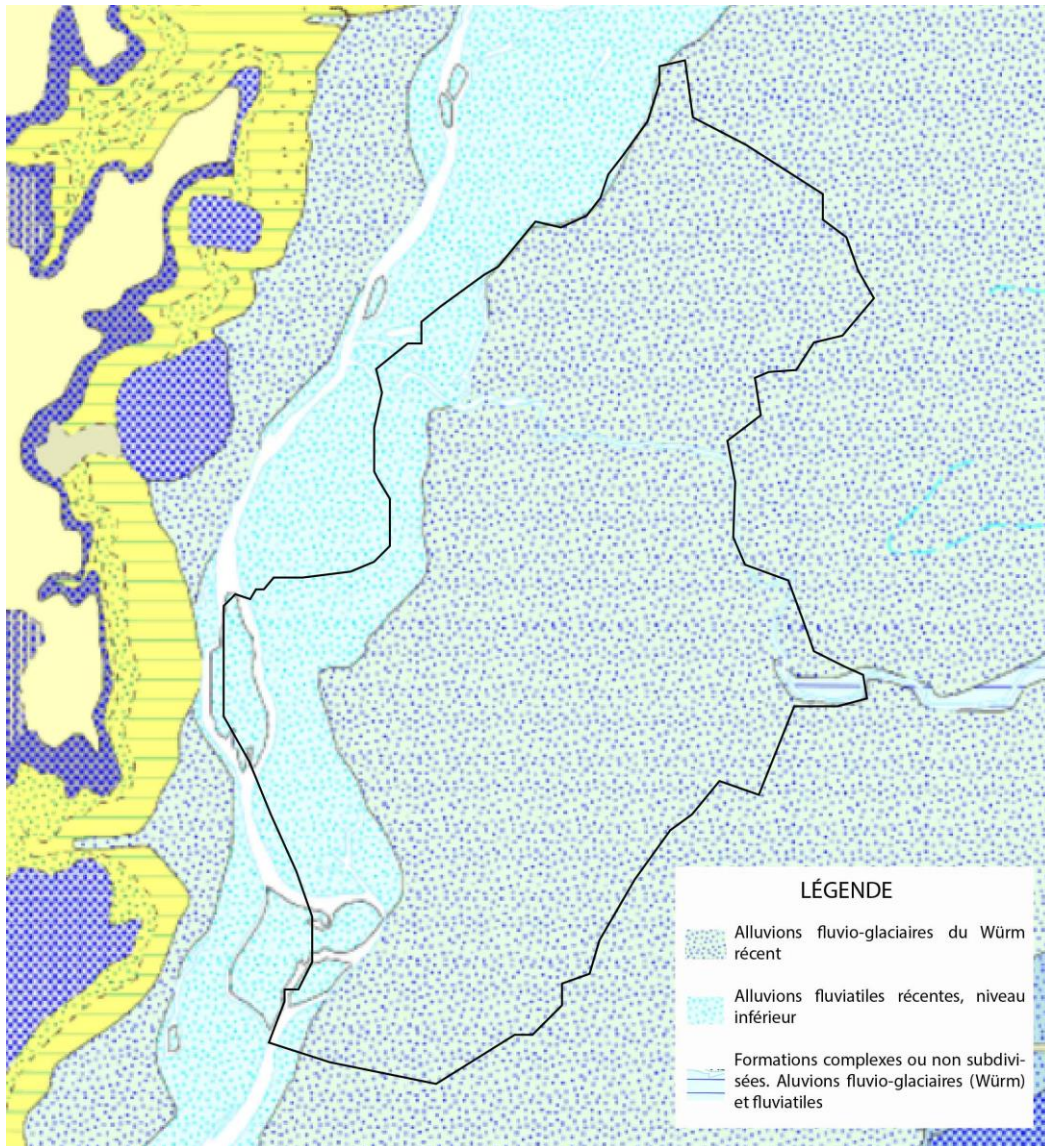 LÉGENDE
Alluvions fluvio-glaciaires du Würm
récent
Alluvions fluviatiles récentes, niveau
inférieur
Formations complexes ou non subdivi-
sées. Aluvions fluvio-glaciaires (Würm)
et fluviatiles